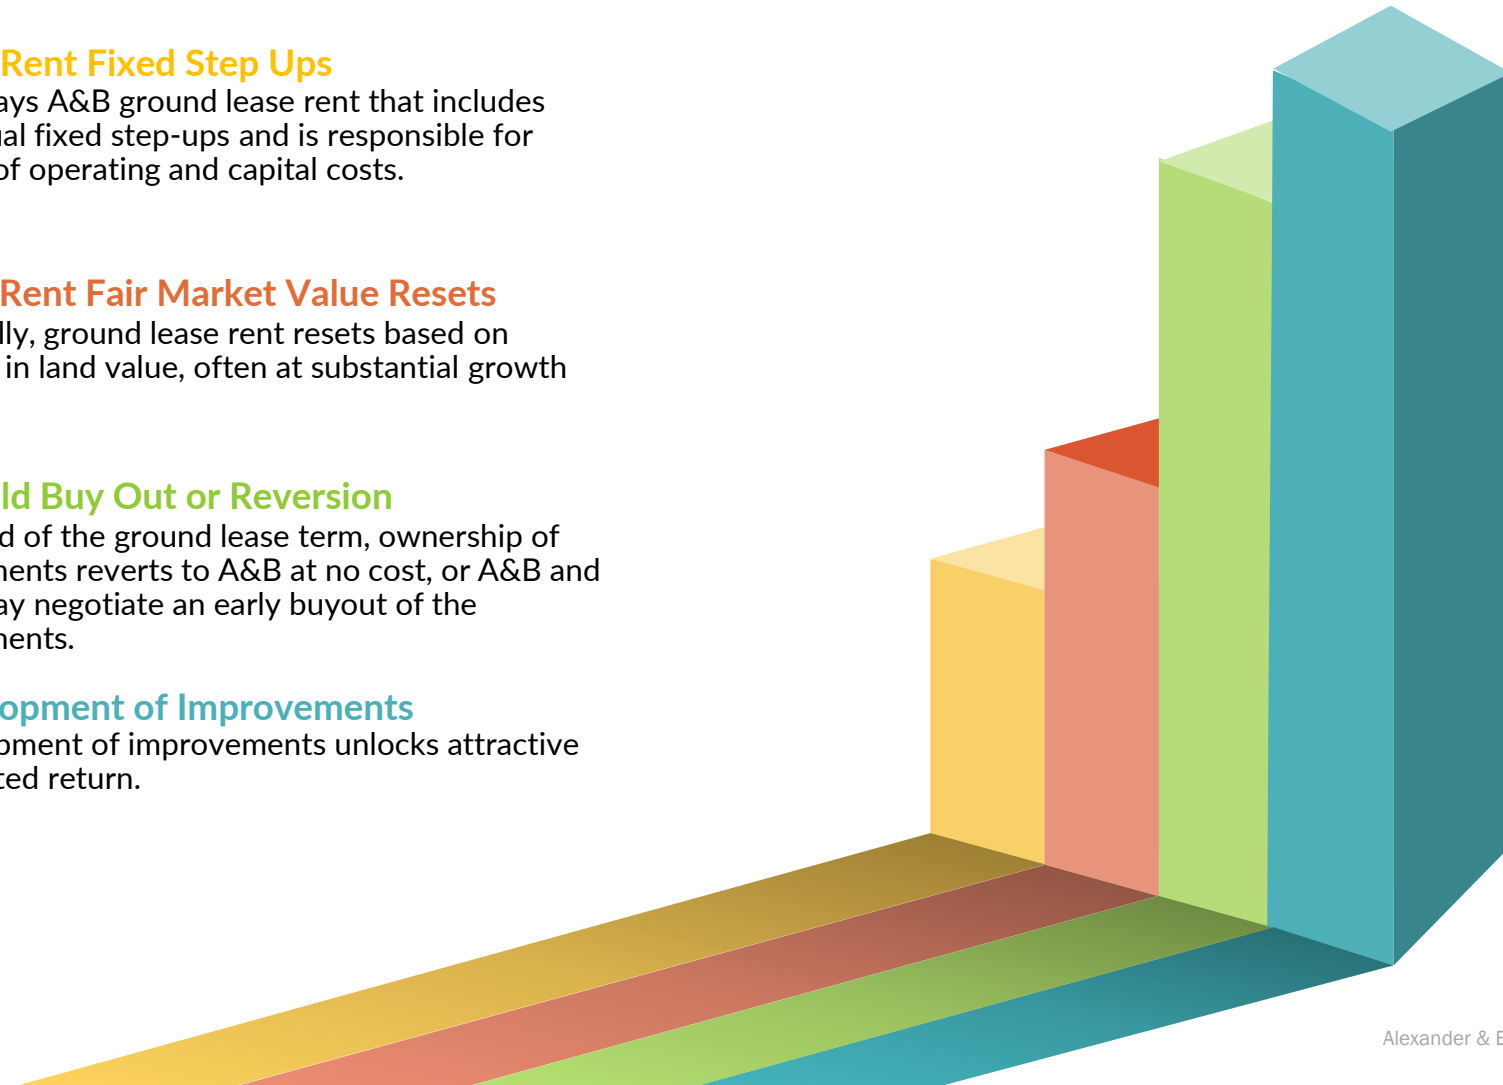 Rent Fixed Step Ups
ays A&B ground lease rent that includes
al fixed step-ups and is responsible for
of operating and capital costs.
Rent Fair Market Value Resets
lly, ground lease rent resets based on
in land value, often at substantial growth
ld Buy Out or Reversion
d of the ground lease term, ownership of
ents reverts to A&B at no cost, or A&B and
ay negotiate an early buyout of the
ents.
opment of Improvements
pment of improvements unlocks attractive
ted return.
Alexander & B